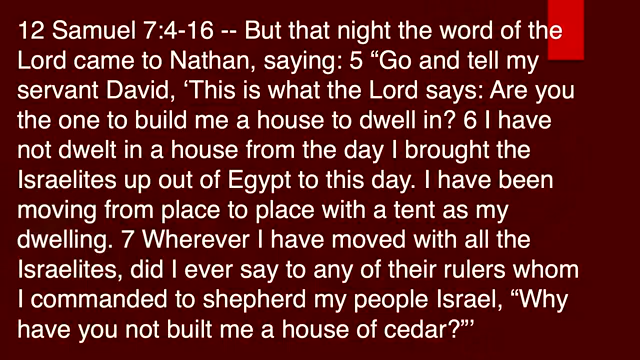 12 Samuel 7:4-16 -- But that night the word of the
Lord came to Nathan, saying: 5 “Go and tell my
servant David, ‘This is what the Lord says: Are you
the one to build me a house to dwell in? 6 I have
not dwelt in a house from the day I brought the
Israelites up out of Egypt to this day. I have been
moving from place to place with a tent as my
dwelling. 7 Wherever I have moved with all the
Israelites, did I ever say to any of their rulers whom
I commanded to shepherd my people Israel, “Why
have you not built me a house of cedar?”’